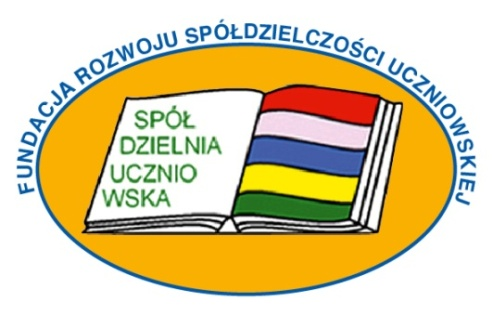 FUNDACJA ROZWOJU SPÓŁDZIELCZOŚCI UCZNIOWSKIEJ
SPÓŁ
DZIELNIA
UCZNIO
WSKA